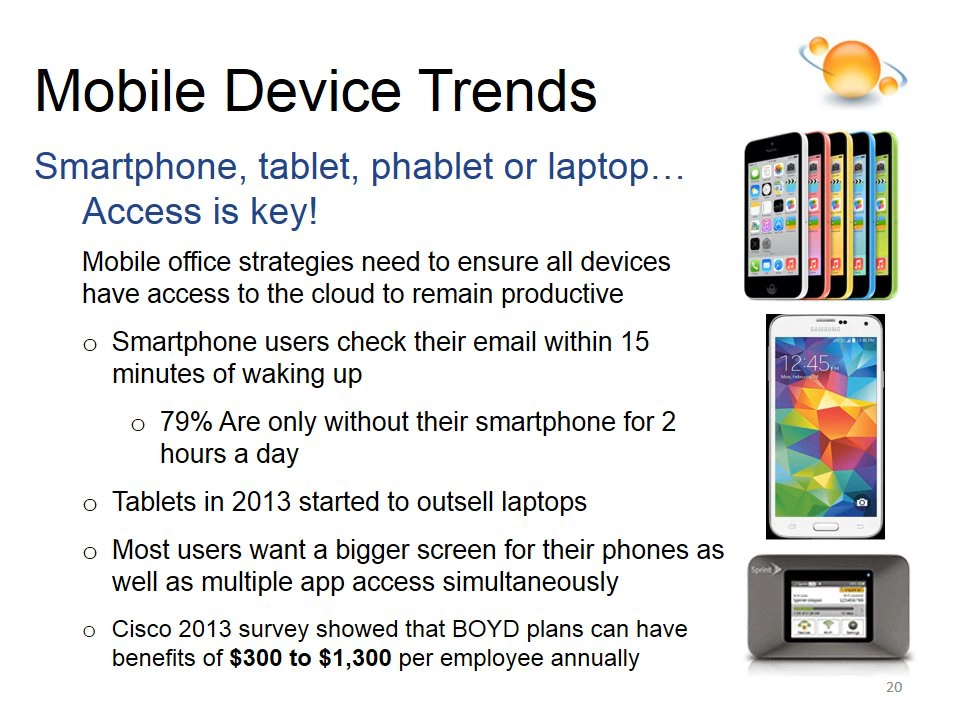 Mobile Device Trends
Smartphone, tablet, phablet or laptop…
Access is key!
Mobile office strategies need to ensure all devices
have access to the cloud to remain productive
o Smartphone users check their email within 15
minutes of waking up
o 79% Are only without their smartphone for 2
hours a day
o Tablets in 2013 started to outsell laptops
o Most users want a bigger screen for their phones as
well as multiple app access simultaneously
o Cisco 2013 survey showed that BOYD plans can have
benefits of $300 to $1,300 per employee annually
SAMSUNG
12:45
Sprint
20